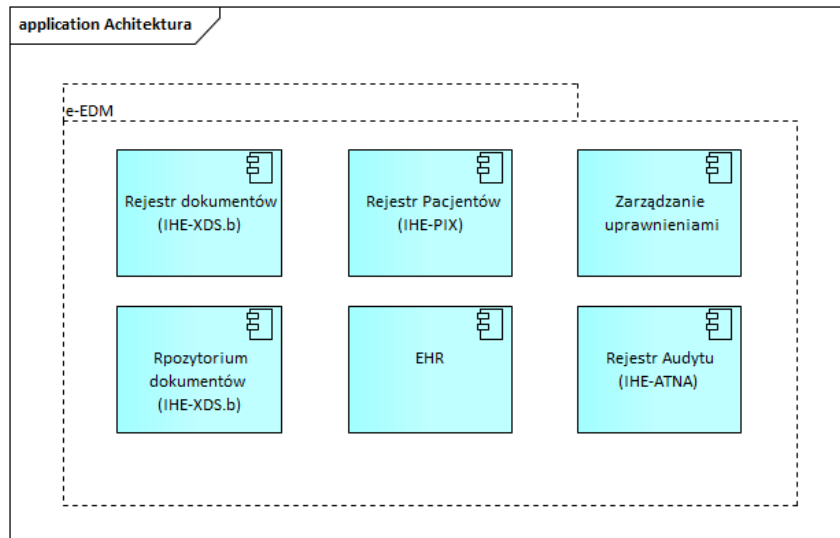 application Achitektura
e-EDM
Rejestr dokumentów
(IHE-XDS.b)
Rejestr Pacjentów
(IHE-PIX)
Zarządzanie
uprawnieniami
Rpozytorium
dokumentów
(IHE-XDS.b)
EHR
Rejestr Audytu
(IHE-ATNA)